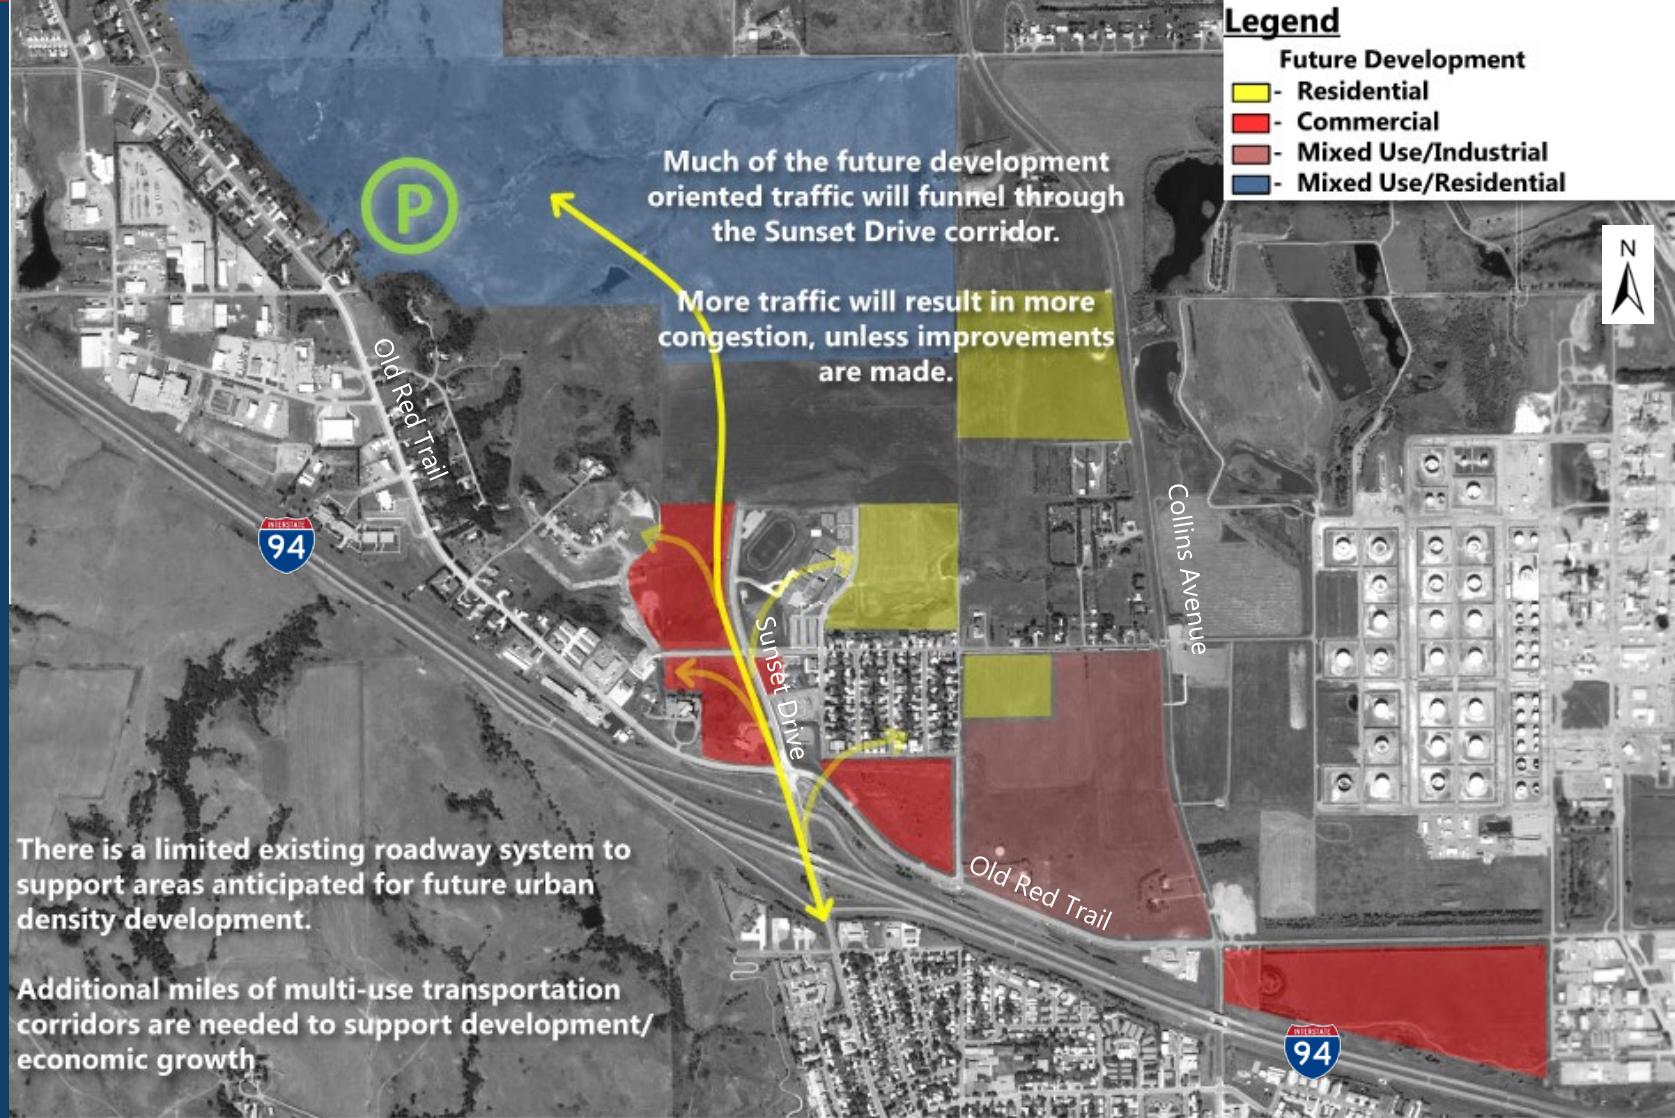 Legend
Future Development
- Residential
- Commercial
- Mixed Use/Industrial
- Mixed Use/Residential
N
P
Much of the future development
oriented traffic will funnel through
the Sunset Drive corridor.
More traffic will result in more
congestion, unless improvements
are made.
Old Red Trail
INTERSTATE
94
Collins Avenue
Sunset Drive
There is a limited existing roadway system to
support areas anticipated for future urban
density development.
Old Red Trail
Additional miles of multi-use transportation
corridors are needed to support development/
economic growth
INTERSTATE
94